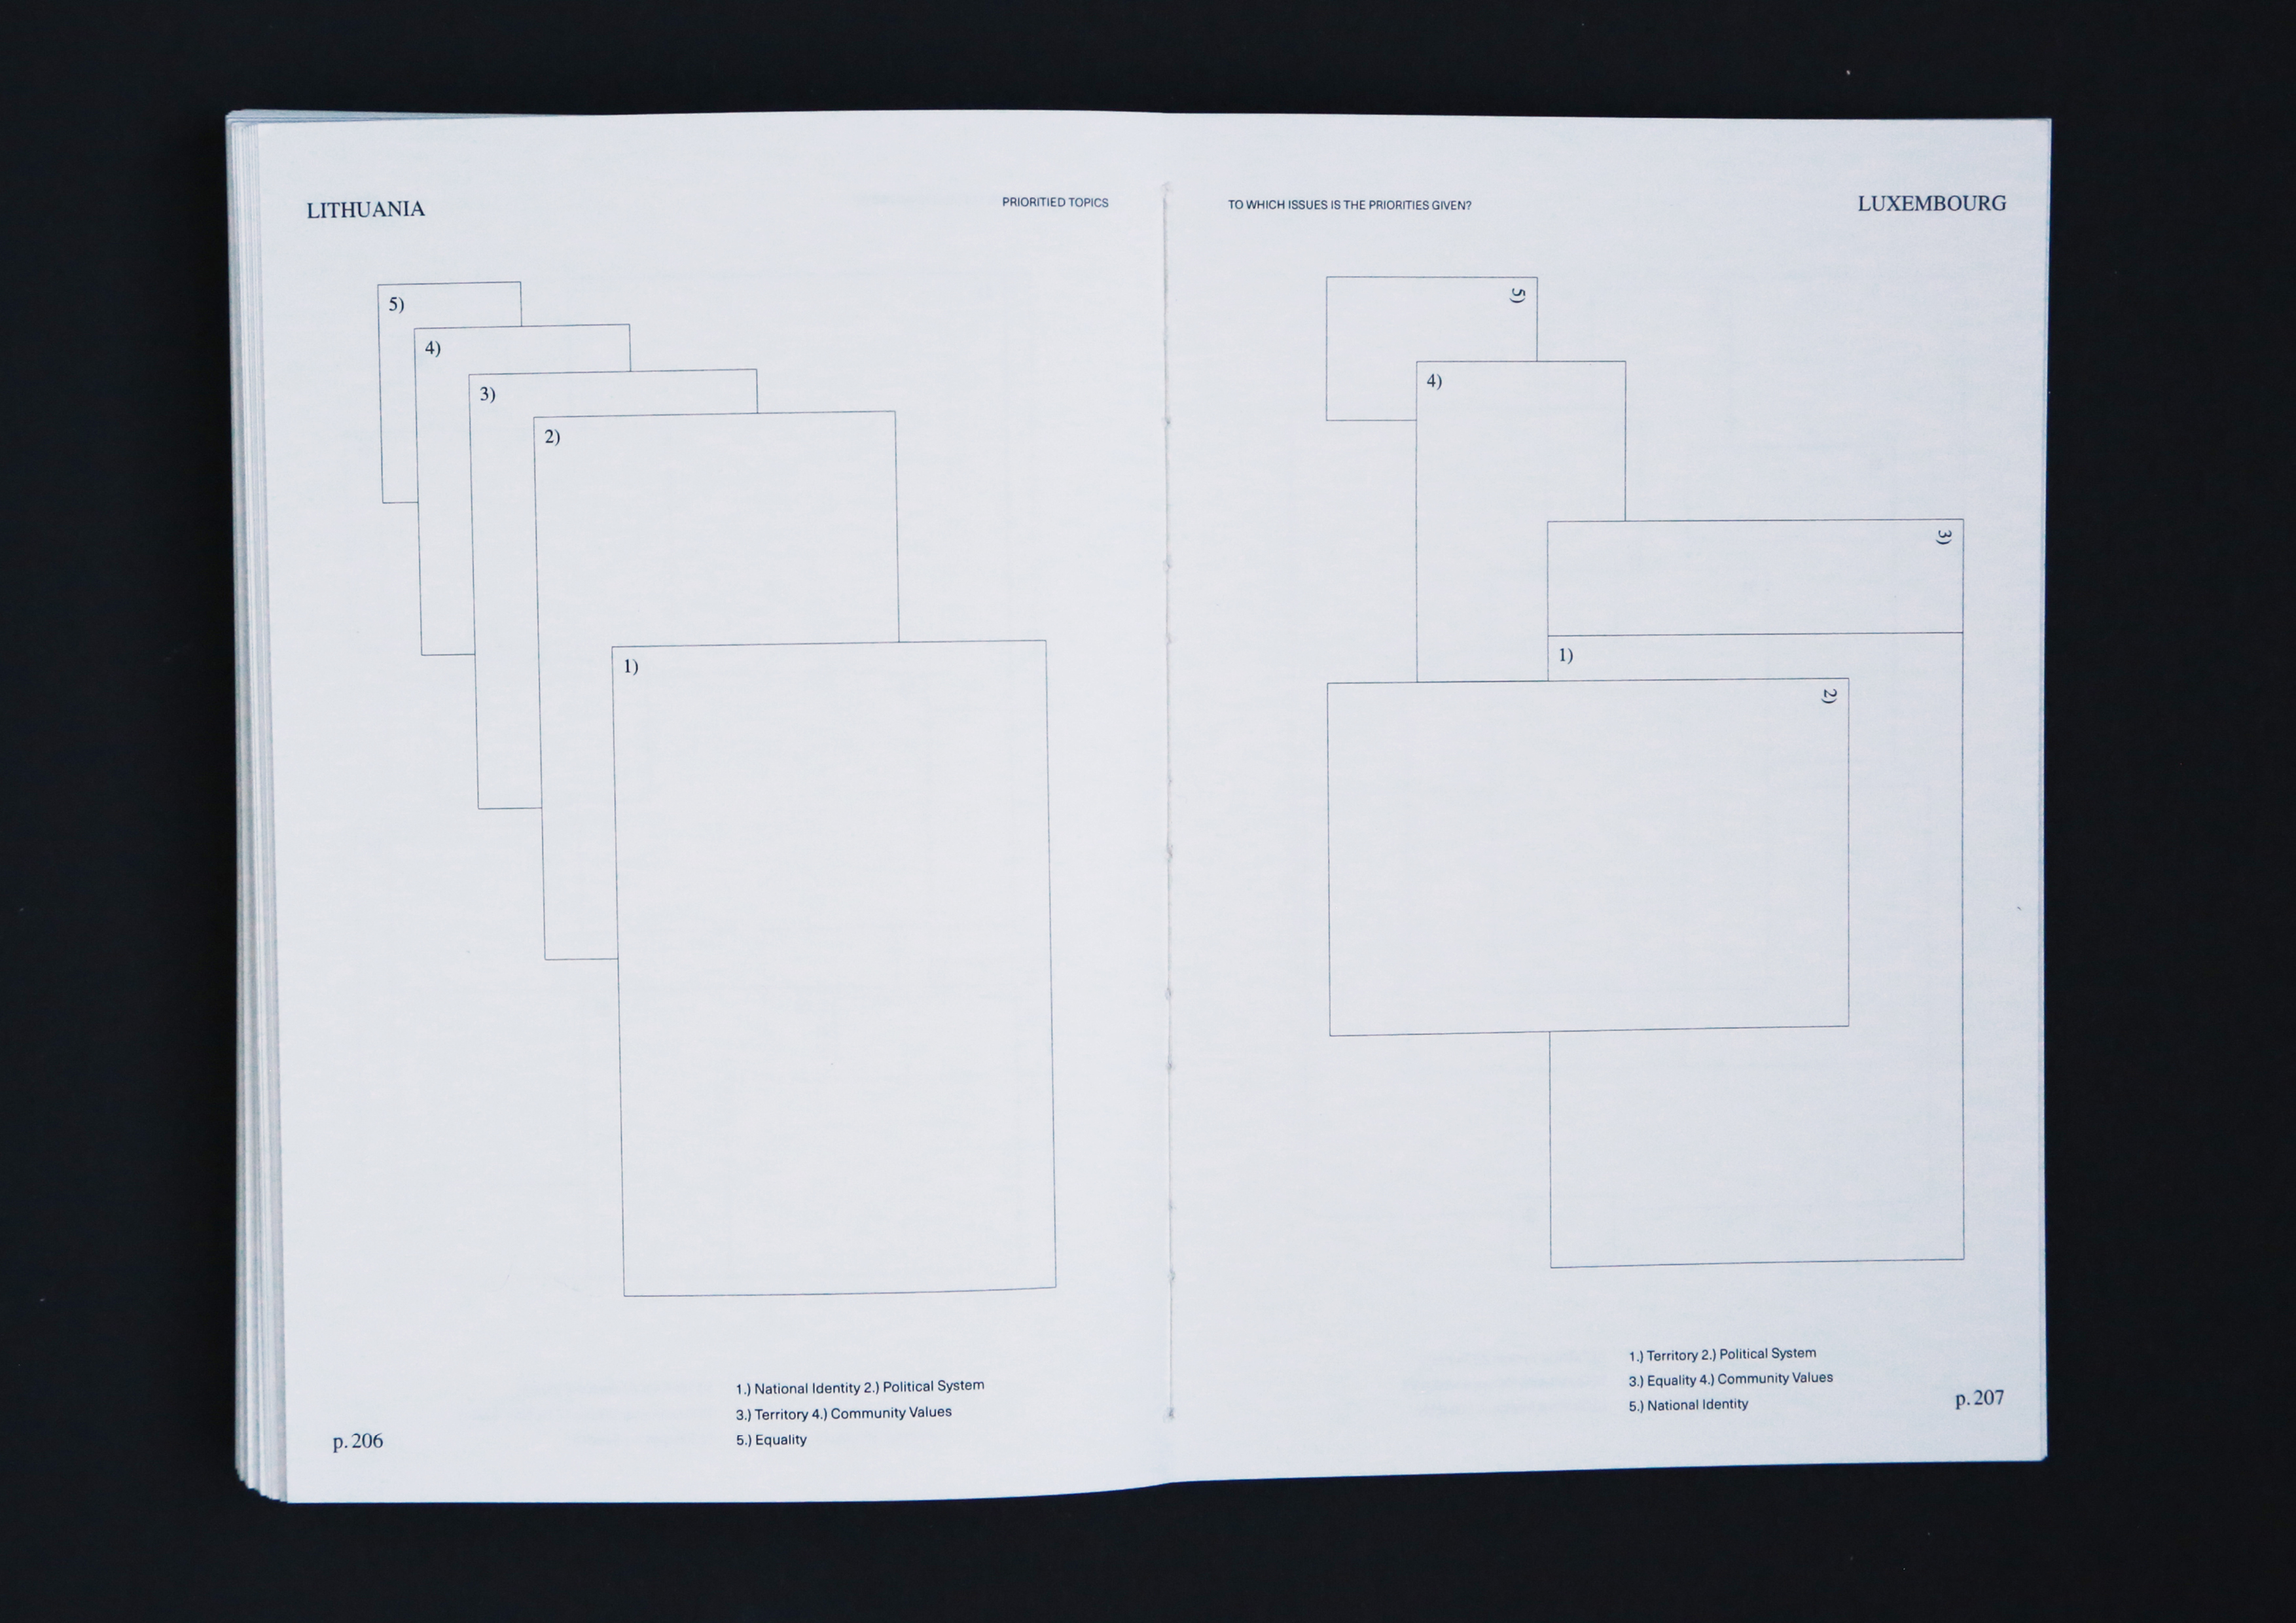 LITHUANIA
PRIORITIED TOPICS
5)
4)
3)
2)
1)
1.) National Identity 2.) Political System
3.) Territory 4.) Community Values
5.) Equality
p. 206
TO WHICH ISSUES IS THE PRIORITIES GIVEN?
LUXEMBOURG
5)
4)
3)
1)
2)
1.) Territory 2.) Political System
3.) Equality 4.) Community Values
5.) National Identity
p. 207